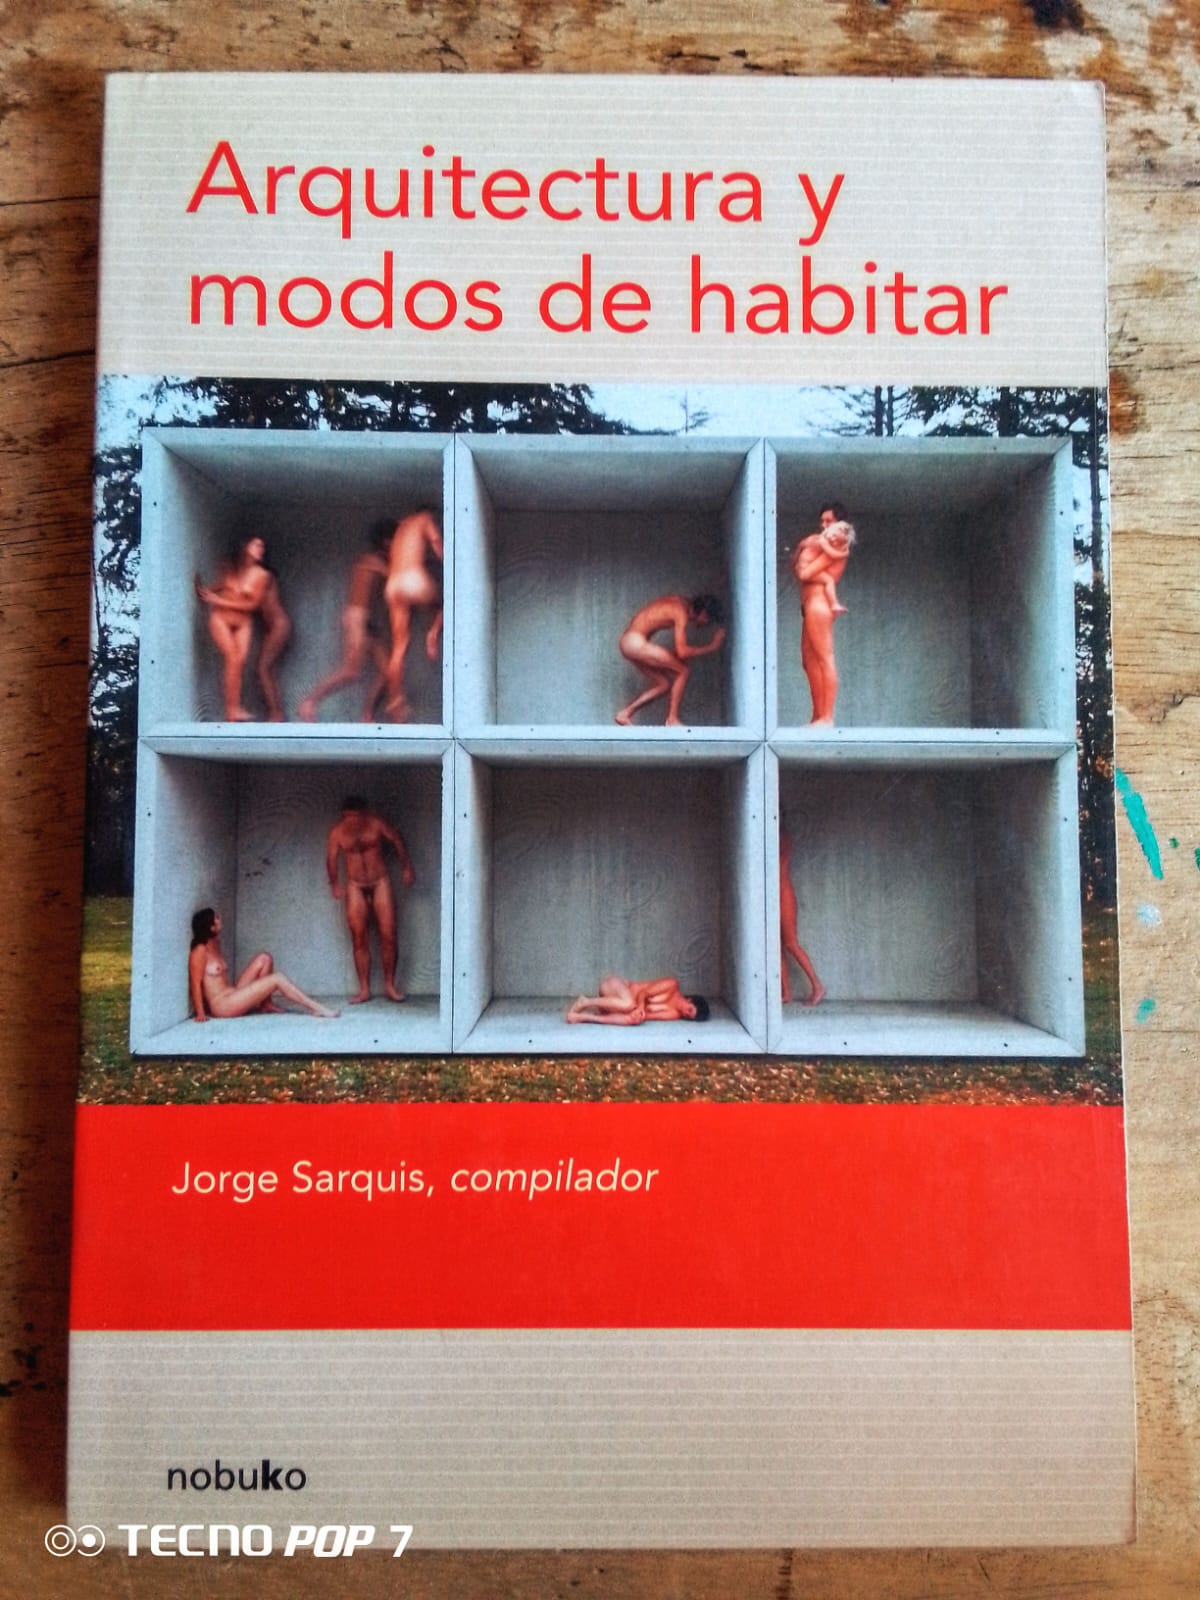 Arquitectura y
modos de habitar
Jorge Sarquis, compilador
nobuko
TECNO POP 7